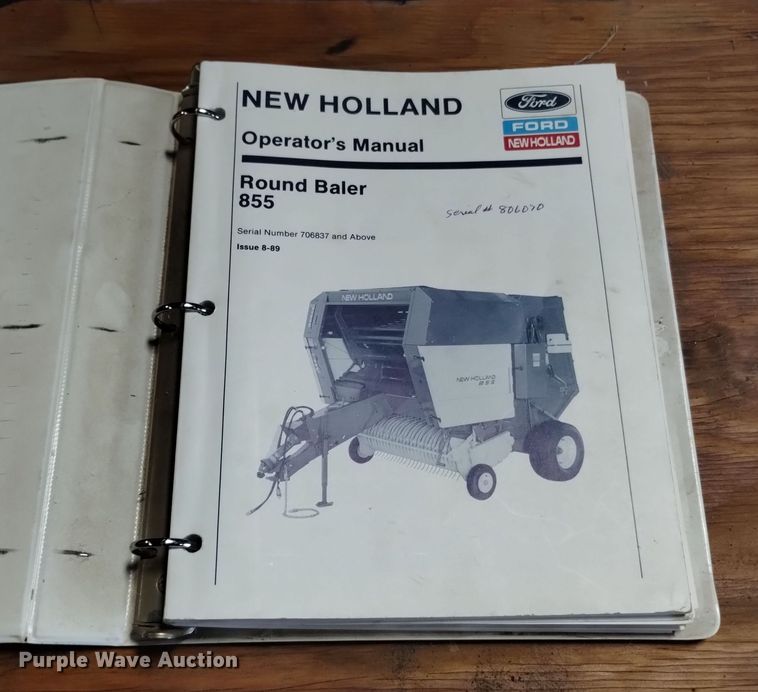 NEW HOLLAND
Ford
FORD
NEW HOLLAND
Operator's Manual
Round Baler
855
Serial # 806070
Serial Number 706837 and Above
Issue 8-89
NEW HOLLAND
NEW HOLLAND
855
Purple Wave Auction